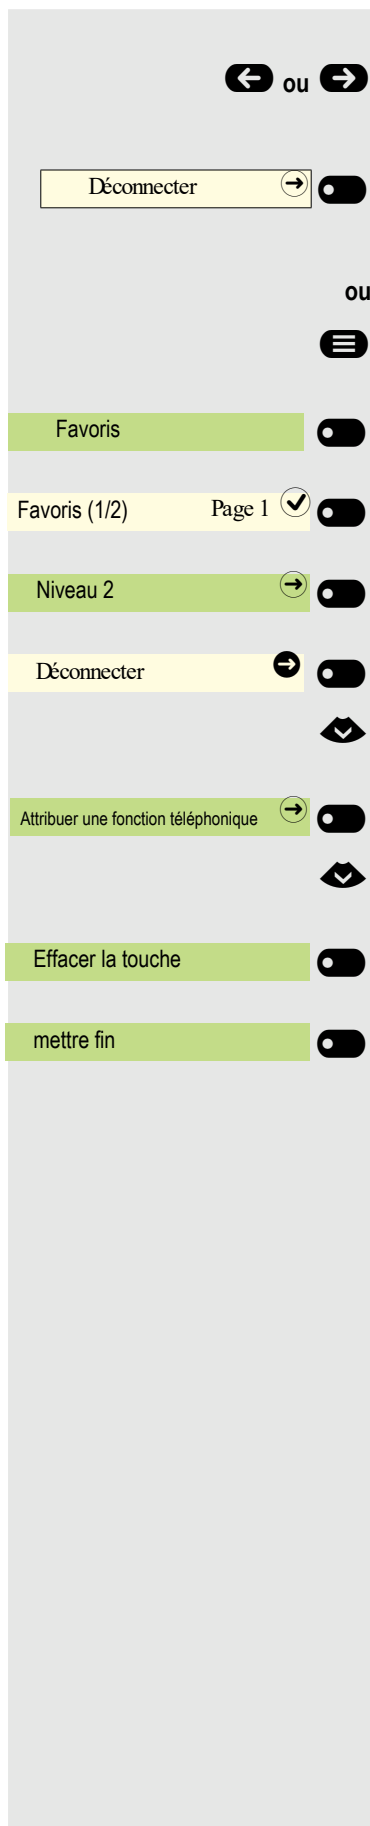 ou
Déconnecter
ou
Favoris
Favoris (1/2) Page 1
Niveau 2
Déconnecter
Attribuer une fonction téléphonique
Effacer la touche
mettre fin